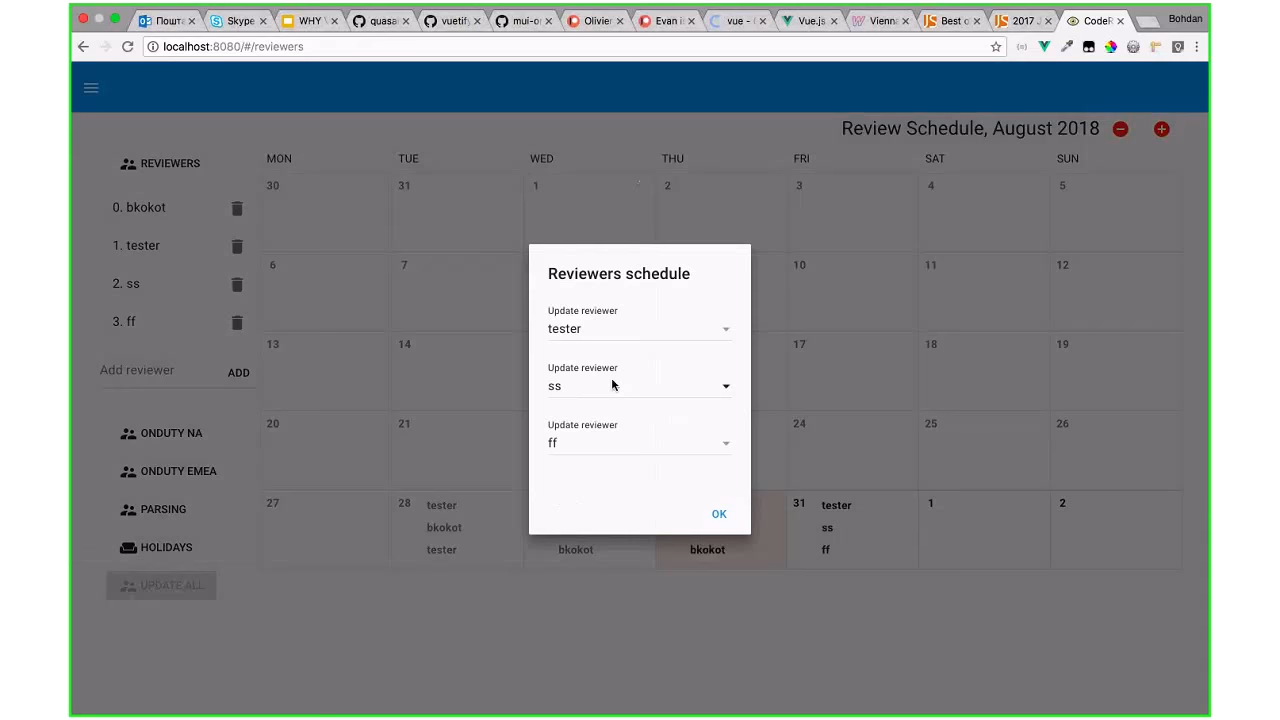 Пошта
Skype
WHY
quasa
vuetify
mui-o
Olivier
Evan i
vue -
Vue.js
Vienna
Best o
2017 J
CodeR
Bohdan
localhost:8080/#/reviewers
Review Schedule, August 2018
REVIEWERS
MON TUE WED THU FRI SAT SUN
30 31 1 2 3 4 5
0. bkokot
1. tester
2. ss
3. ff
Add reviewer ADD
6 7 10 11 12
13 14 17 18 19
20 21 24 25 26
27 28 31 1 2
tester
bkokot
tester
bkokot
bkokot
tester
ss
ff
ONDUTY NA
ONDUTY EMEA
PARSING
HOLIDAYS
UPDATE ALL
Reviewers schedule
Update reviewer
tester
Update reviewer
ss
Update reviewer
ff
OK